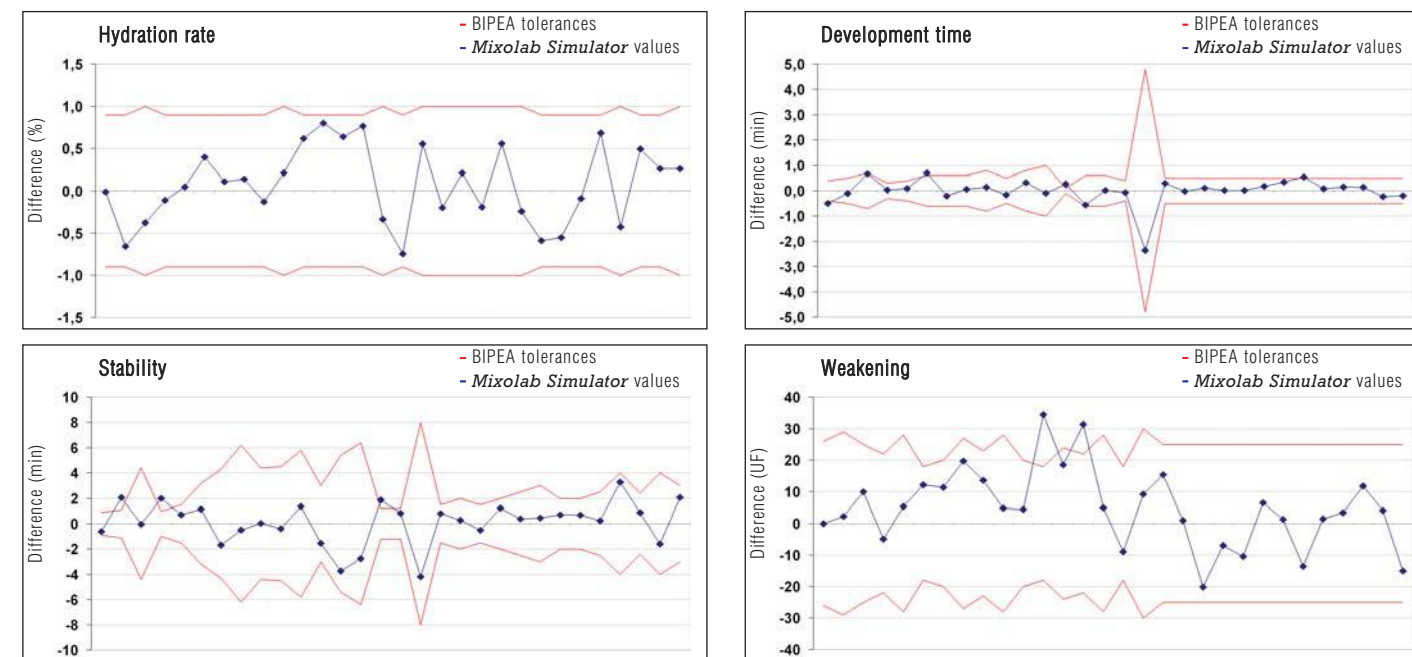 Hydration rate
- BIPEA tolerances
- Mixolab Simulator values
Difference (%)
1,5
1,0
0,5
0,0
-0,5
-1,0
-1,5
Development time
- BIPEA tolerances
- Mixolab Simulator values
Difference (min)
5,0
4,0
3,0
2,0
1,0
0,0
-1,0
-2,0
-3,0
-4,0
-5,0
Stability
- BIPEA tolerances
- Mixolab Simulator values
Difference (min)
10
8
6
4
2
0
-2
-4
-6
-8
-10
Weakening
- BIPEA tolerances
- Mixolab Simulator values
Difference (UF)
40
30
20
10
0
-10
-20
-30
-40